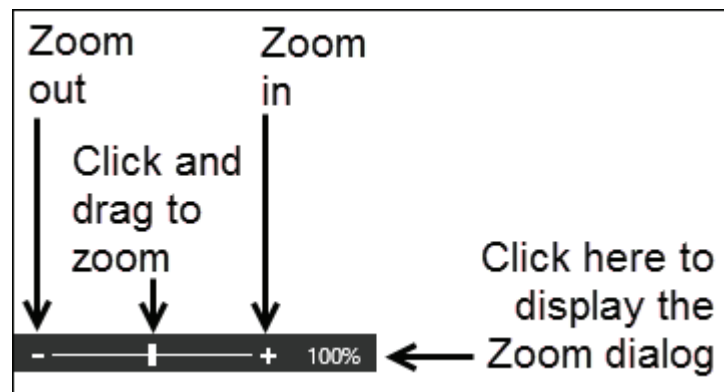 Zoom
out
Zoom
in
Click and
drag to
zoom
Click here to
display the
Zoom dialog
- + 100%